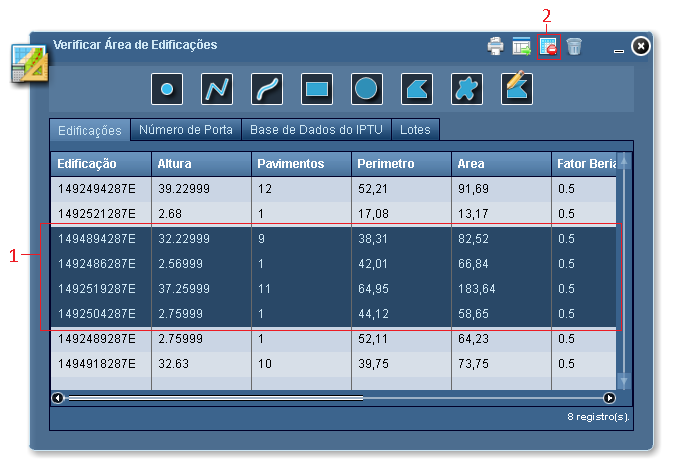 2
Verificar Área de Edificações
Edificações Número de Porta Base de Dados do IPTU Lotes
Edificação Altura Pavimentos Perimetro Area Fator Beria
1492494287E 39.22999 12 52,21 91,69 0.5
1492521287E 2.68 1 17,08 13,17 0.5
1494894287E 32.22999 9 38,31 82,52 0.5
1
1492486287E 2.56999 1 42,01 66,84 0.5
1492519287E 37.25999 11 64,95 183,64 0.5
1492504287E 2.75999 1 44,12 58,65 0.5
1492489287E 2.75999 1 52,11 64,23 0.5
1494918287E 32.63 10 39,75 73,75 0.5
8 registro(s).